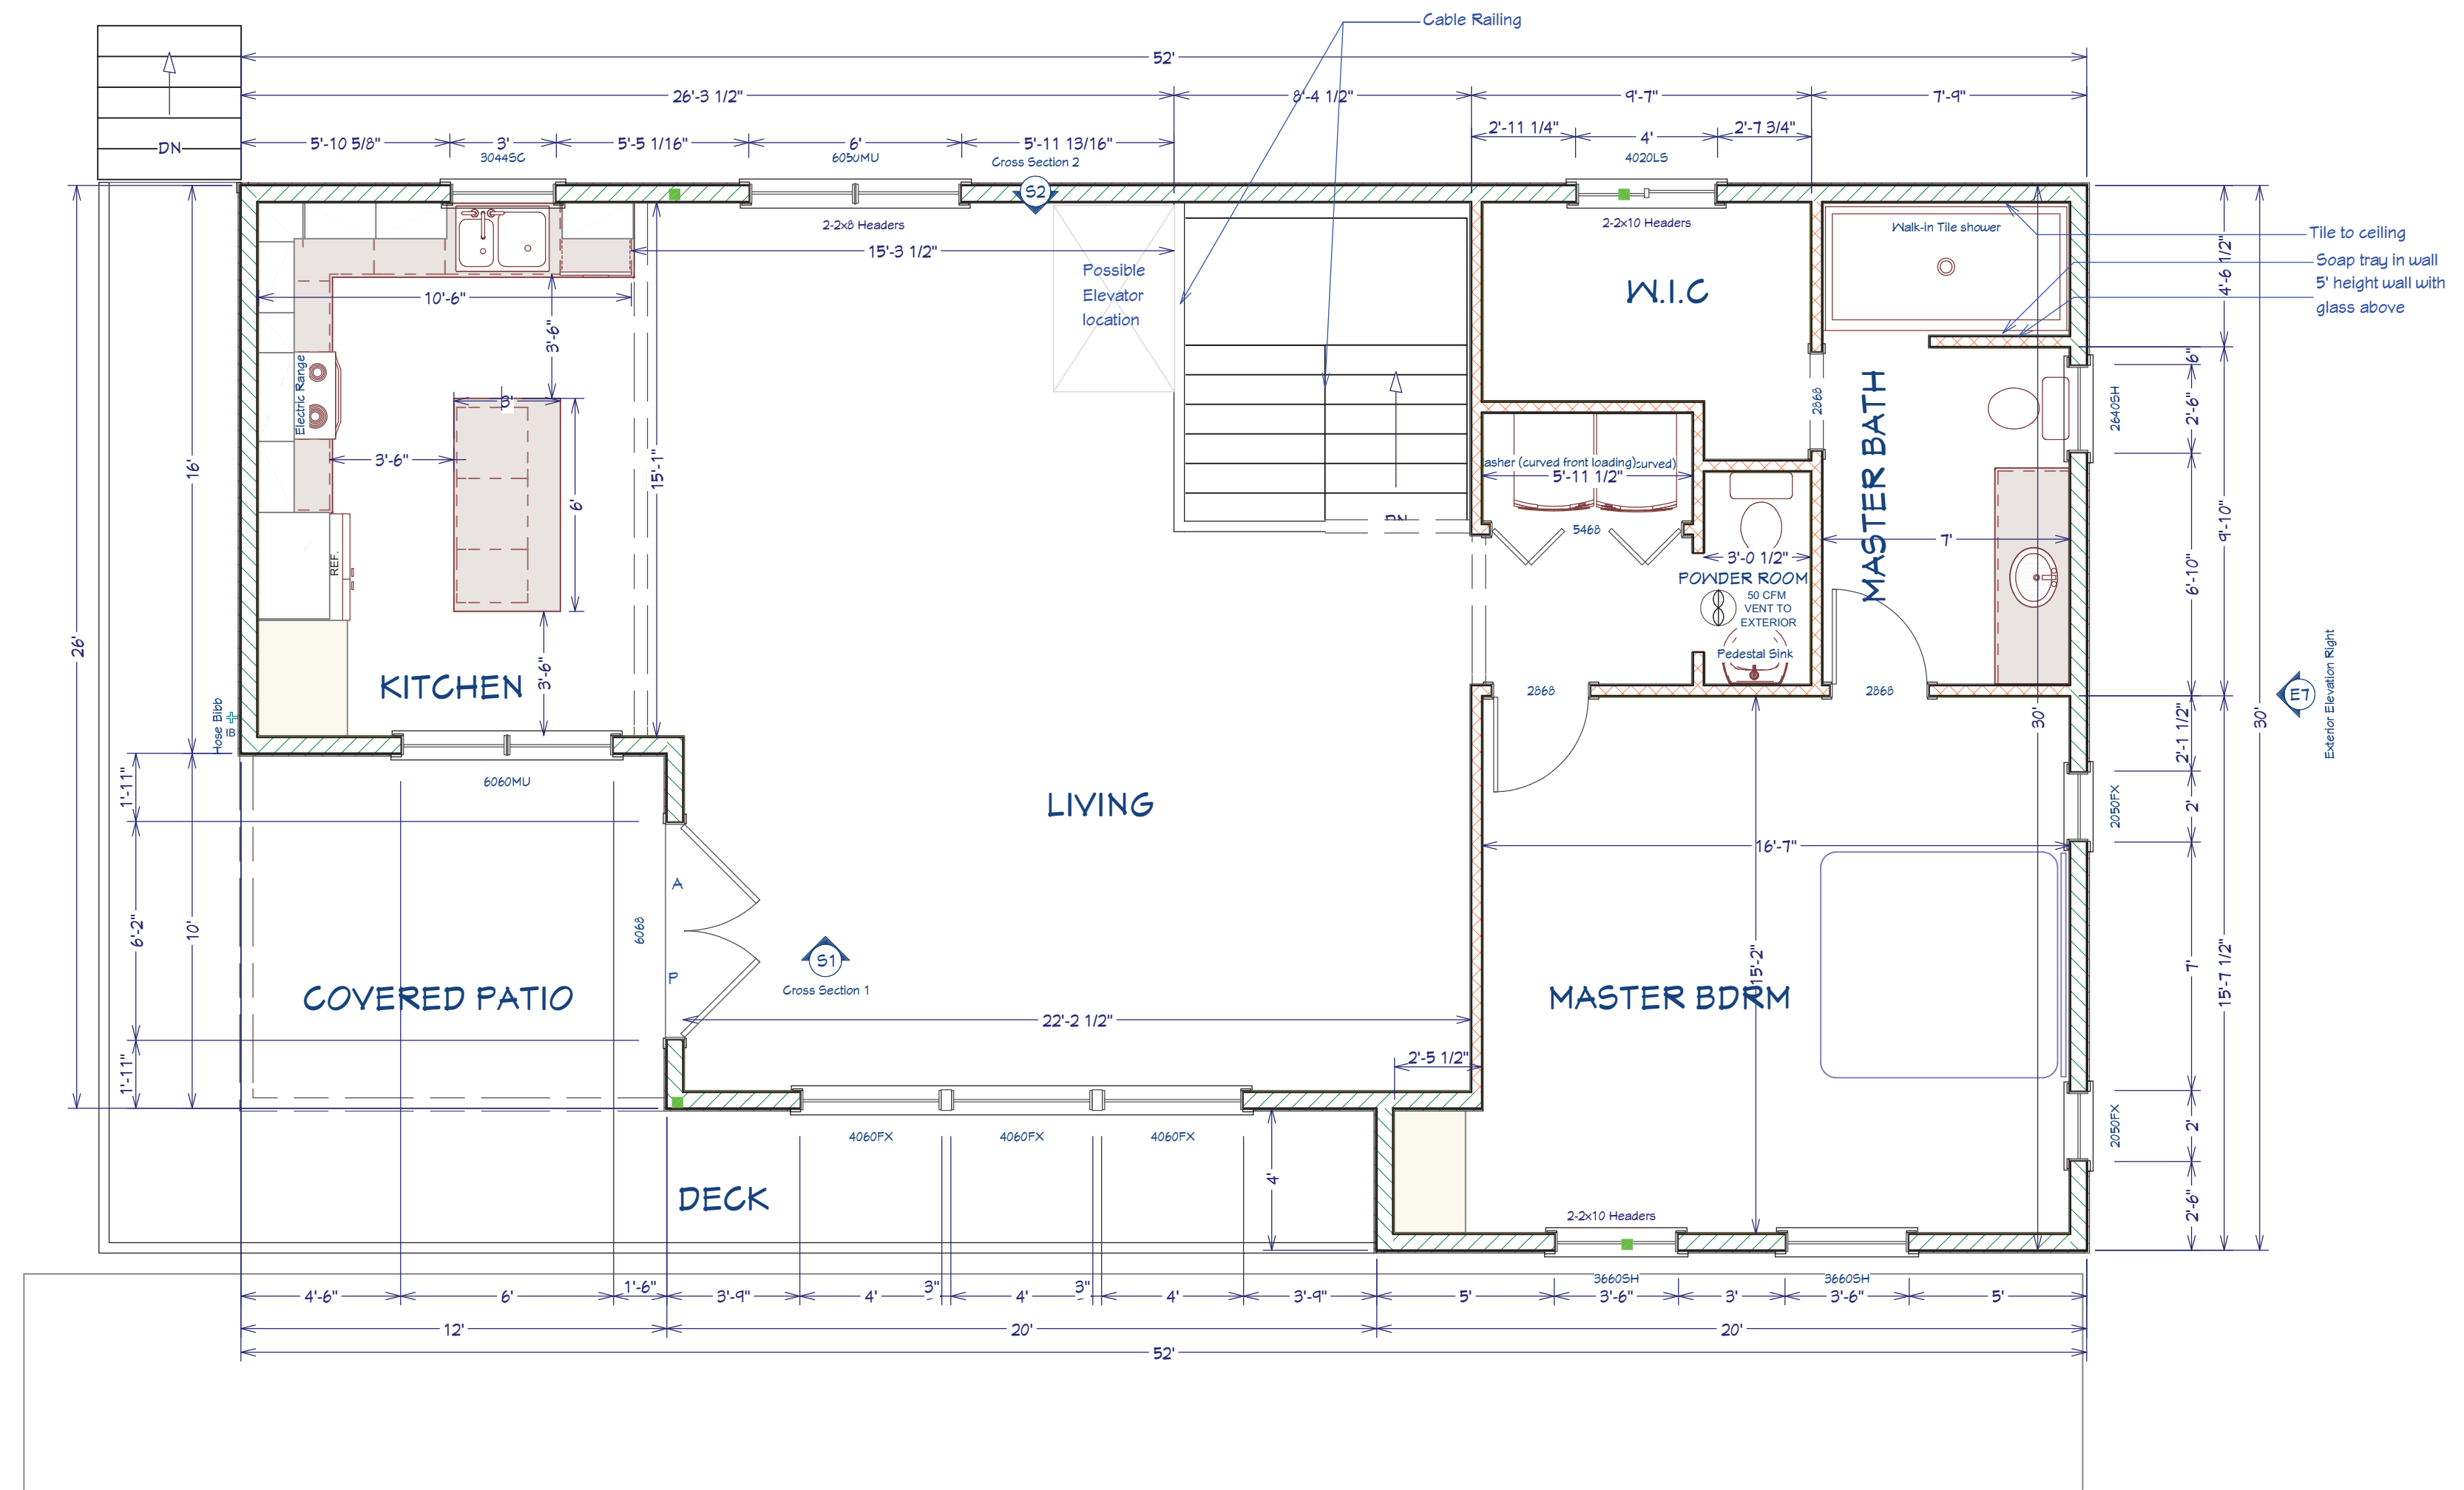 Cable Railing
52'
26'-3 1/2"
8'-4 1/2"
9'-7"
7'-9"
2'-11 1/4"
4'
2'-7 3/4"
DN
5'-10 5/8"
3'
5'-5 1/16"
6'
5'-11 13/16"
3044SC
6050MU
Cross Section 2
4020LS
S2
2-2x8 Headers
2-2x10 Headers
Walk-in Tile shower
Tile to ceiling
Soap tray in wall
5' height wall with
glass above
15'-3 1/2"
4'-6 1/2"
Possible
Elevator
location
W.I.C
10'-6"
3'-6"
Electric Range
3'
3'-6"
6'
15'-1"
16'
2868
MASTER BATH
6"
2'-6"
2640SH
asher (curved front loading)
curved)
5'-11 1/2"
5468
DN
REF.
3'-0 1/2"
POWDER ROOM
50 CFM
VENT TO
EXTERIOR
Pedestal Sink
7'
9'-10"
6'-10"
26'
KITCHEN
3'-6"
2868
2868
30'
30'
2'-1 1/2"
E7
Exterior Elevation Right
Hose Bibb
IB
6060MU
1'-11"
LIVING
2'
2050FX
16'-7"
A
6068
P
6'-2"
10'
S1
Cross Section 1
COVERED PATIO
MASTER BDRM
15'-2"
7'
15'-7 1/2"
22'-2 1/2"
2'-5 1/2"
1'-11"
4060FX
4060FX
4060FX
2'
2050FX
4'
DECK
2'-6"
2-2x10 Headers
3660SH
3660SH
4'-6"
6'
1'-6"
3'-9"
4'
3"
4'
3"
4'
3'-9"
5'
3'-6"
3'
3'-6"
5'
12'
20'
20'
52'